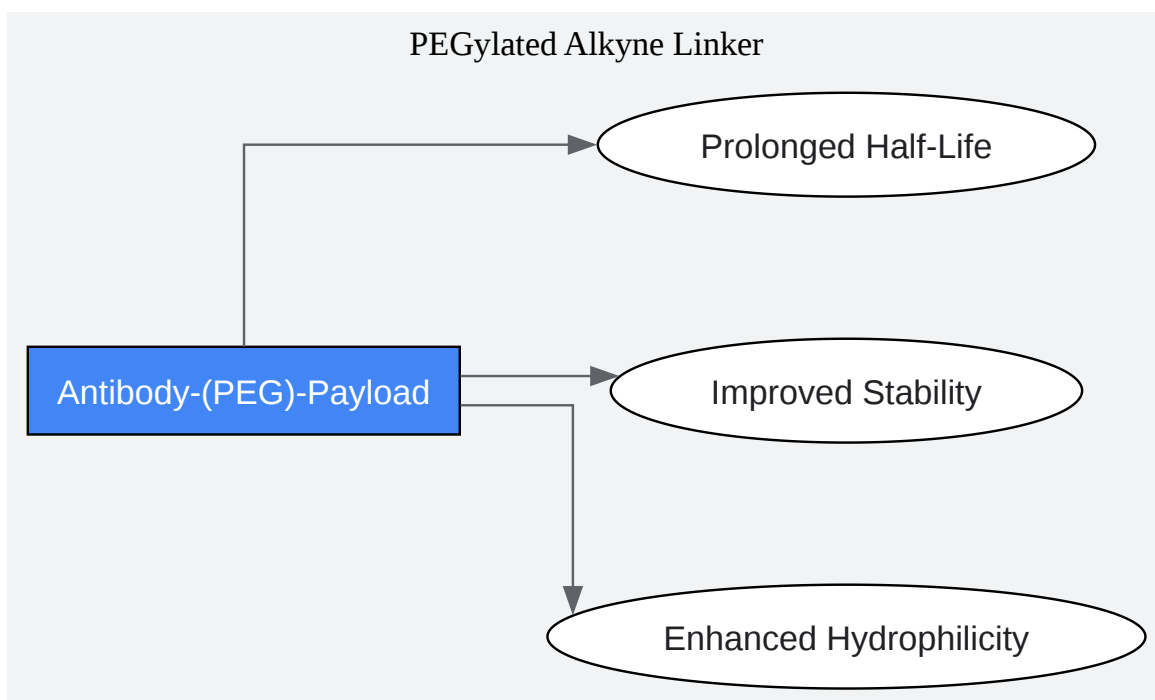 PEGylated Alkyne Linker
Prolonged Half-Life
Antibody-(PEG)-Payload
Improved Stability
Enhanced Hydrophilicity